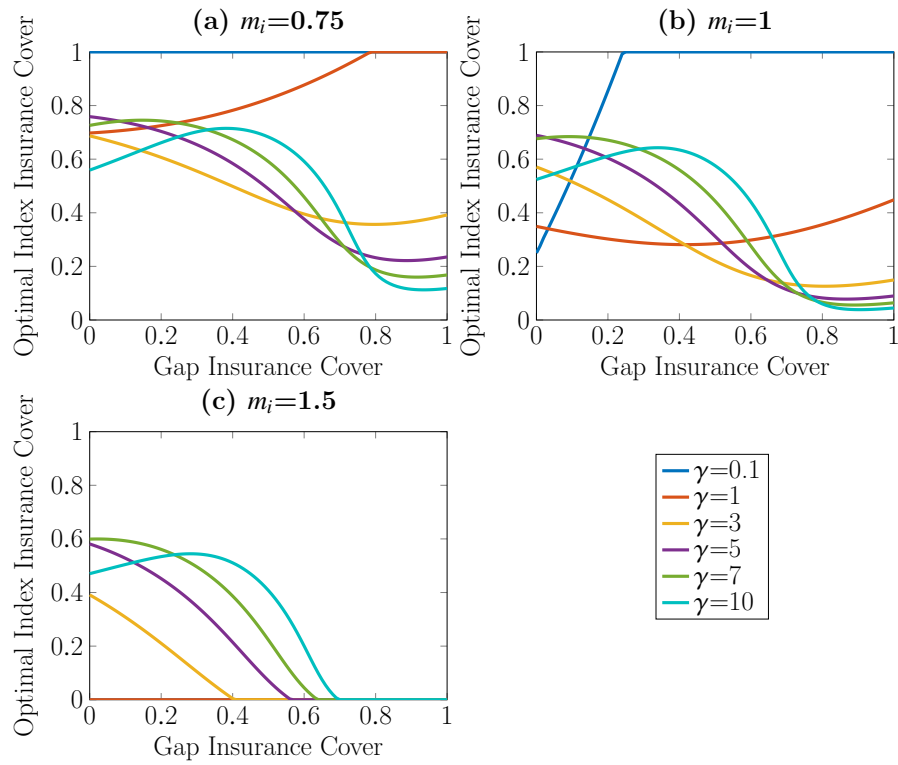 (a) mᵢ=0.75
Optimal Index Insurance Cover
1
0.8
0.6
0.4
0.2
0
0 0.2 0.4 0.6 0.8 1
Gap Insurance Cover
(b) mᵢ=1
Optimal Index Insurance Cover
1
0.8
0.6
0.4
0.2
0
0 0.2 0.4 0.6 0.8 1
Gap Insurance Cover
(c) mᵢ=1.5
Optimal Index Insurance Cover
1
0.8
0.6
0.4
0.2
0
0 0.2 0.4 0.6 0.8 1
Gap Insurance Cover
γ=0.1
γ=1
γ=3
γ=5
γ=7
γ=10